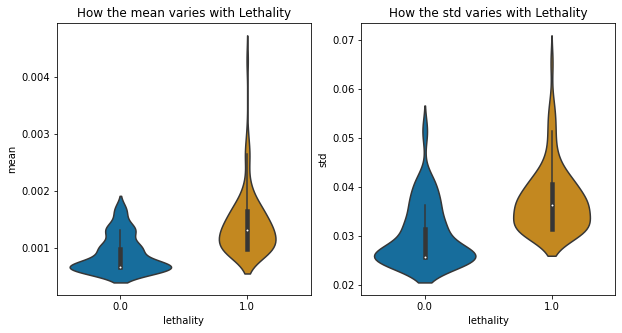 How the mean varies with Lethality
mean
0.004
0.003
0.002
0.001
0.0
1.0
lethality
How the std varies with Lethality
std
0.07
0.06
0.05
0.04
0.03
0.02
0.0
1.0
lethality